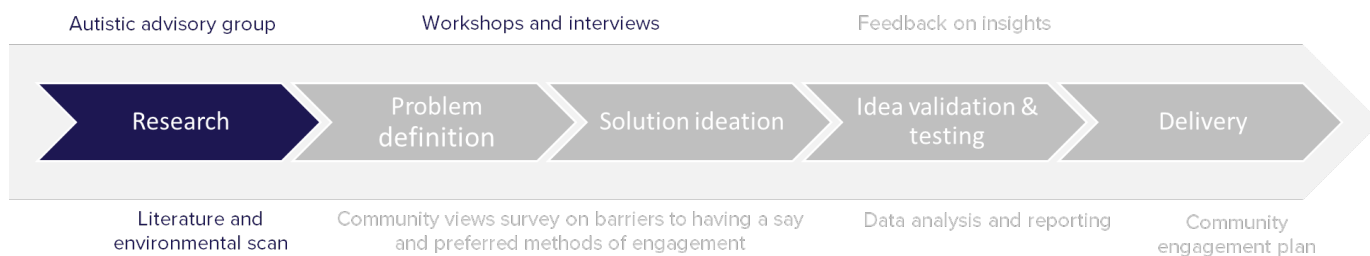 Autistic advisory group
Workshops and interviews
Feedback on insights
Research
Problem
definition
Solution ideation
Idea validation &
testing
Delivery
Literature and
environmental scan
Community views survey on barriers to having a say
and preferred methods of engagement
Data analysis and reporting
Community
engagement plan